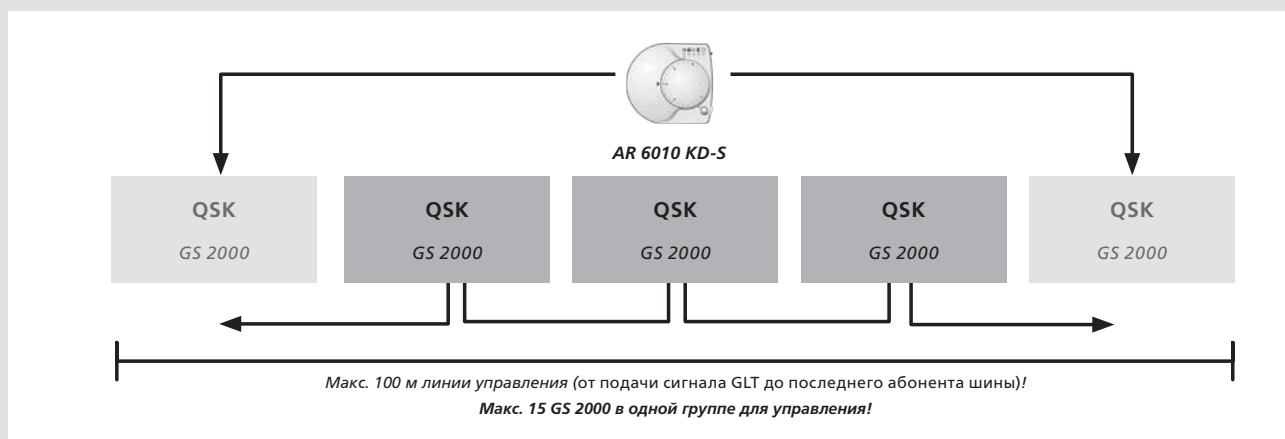 AR 6010 KD-S
QSK QSK QSK QSK QSK
GS 2000 GS 2000 GS 2000 GS 2000 GS 2000
Макс. 100 м линии управления (от подачи сигнала GLT до последнего абонента шины)!
Макс. 15 GS 2000 в одной группе для управления!